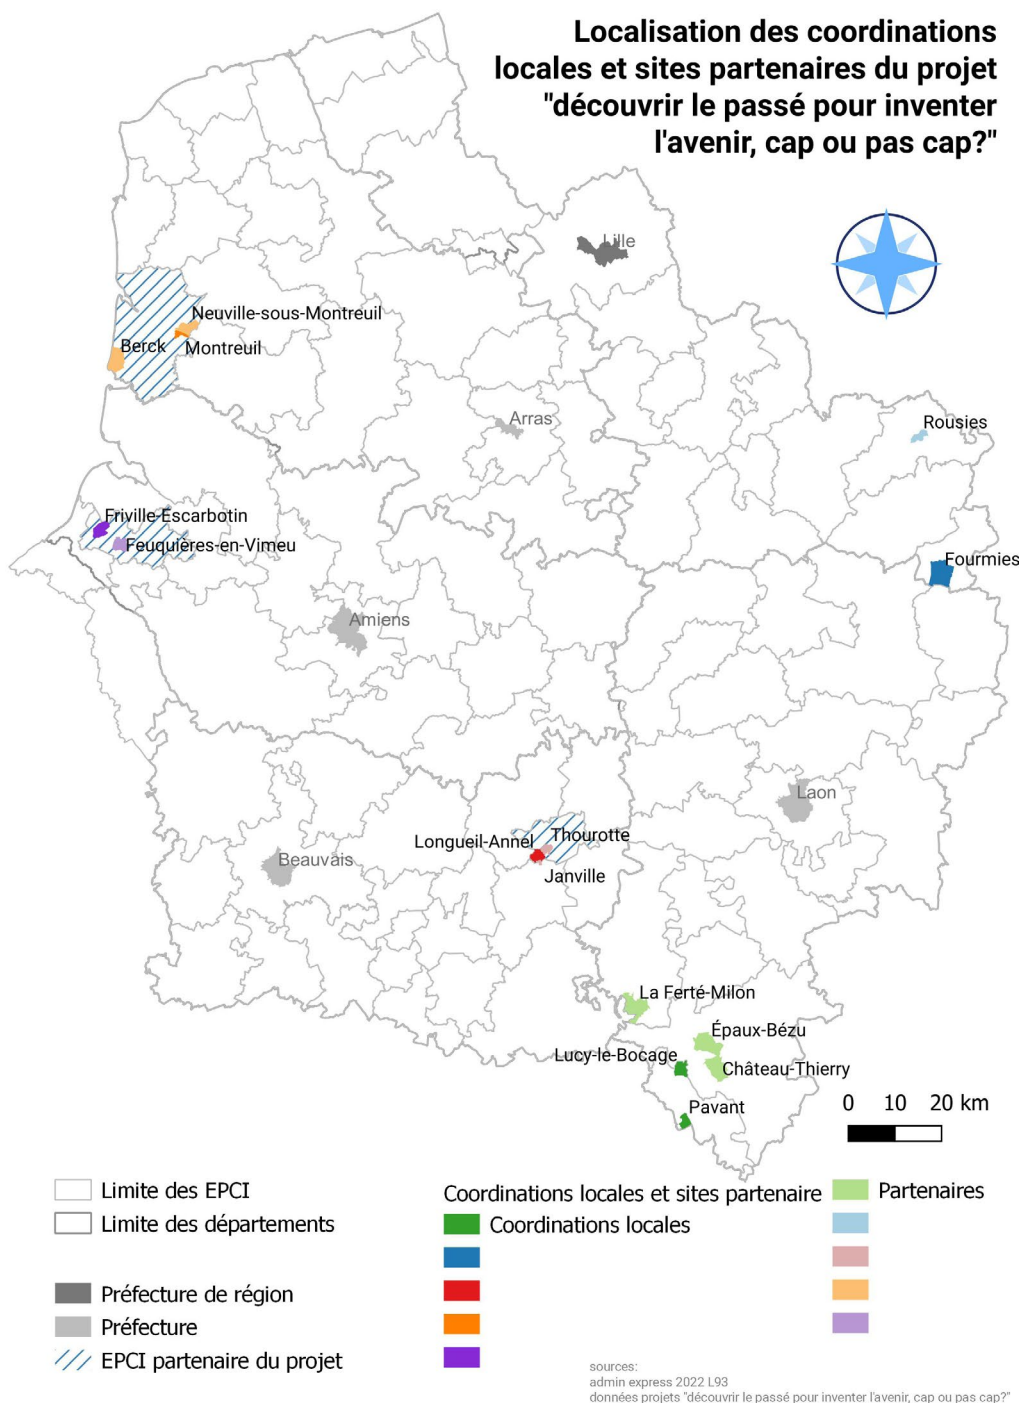 Localisation des coordinations
locales et sites partenaires du projet
"découvrir le passé pour inventer
l'avenir, cap ou pas cap?"
Lille
Neuville-sous-Montreuil
Berck
Montreuil
Arras
Rousies
Friville-Escarbotin
Feuquières-en-Vimeu
Fourmies
Amiens
Laon
Longueil-Annel
Thourotte
Beauvais
Janville
La Ferté-Milon
Épaux-Bézu
Lucy-le-Bocage
Château-Thierry
Pavant
0 10 20 km
Limite des EPCI
Limite des départements
Préfecture de région
Préfecture
EPCI partenaire du projet
Coordinations locales et sites partenaire
Coordinations locales
Partenaires
sources:
admin express 2022 L93
données projets "découvrir le passé pour inventer l'avenir, cap ou pas cap?"